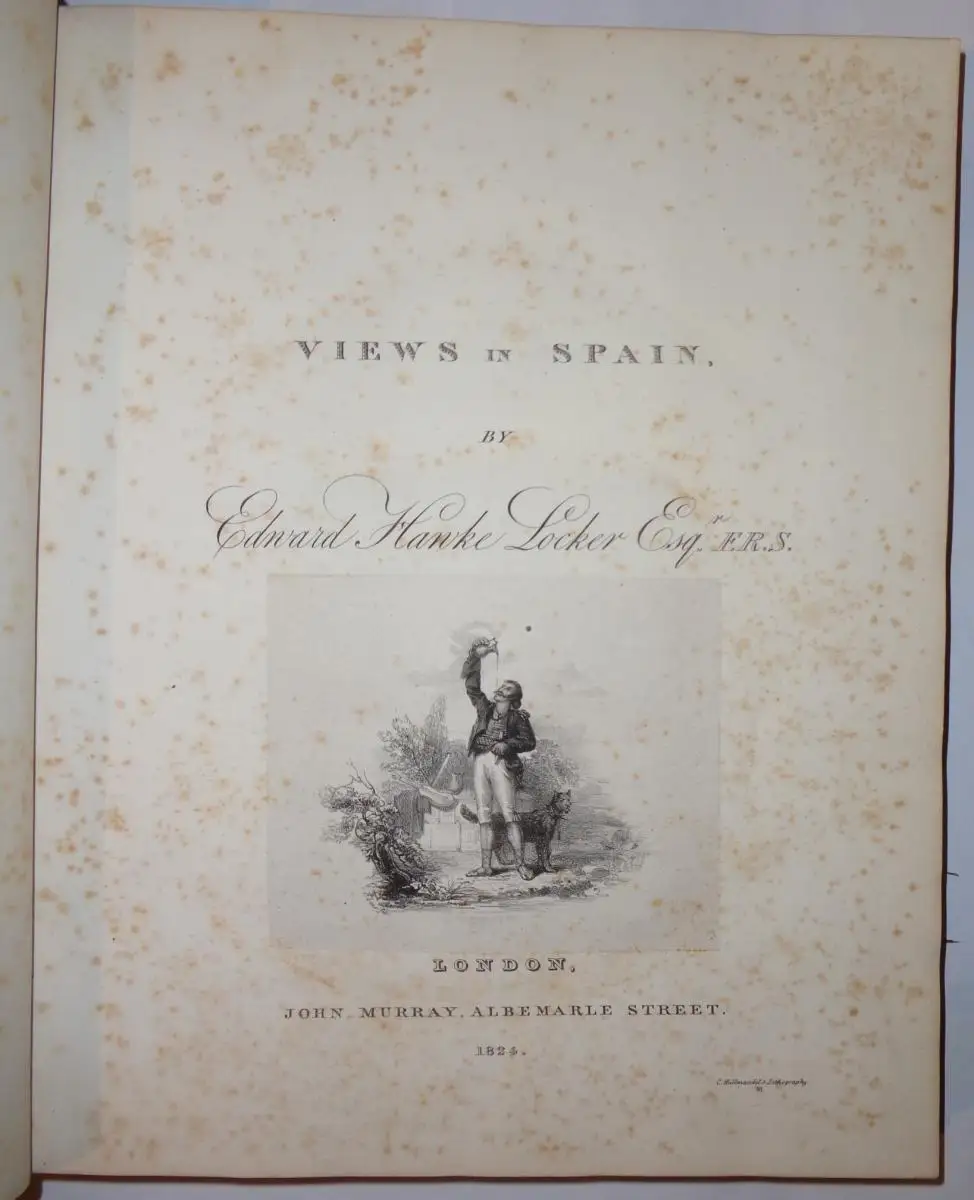 VIEWS IN SPAIN,
BY
Edward Hawke Locker Esqr. F.R.S.
LONDON,
JOHN MURRAY, ALBEMARLE STREET.
1824.
C. Hullmandel's Lithography.